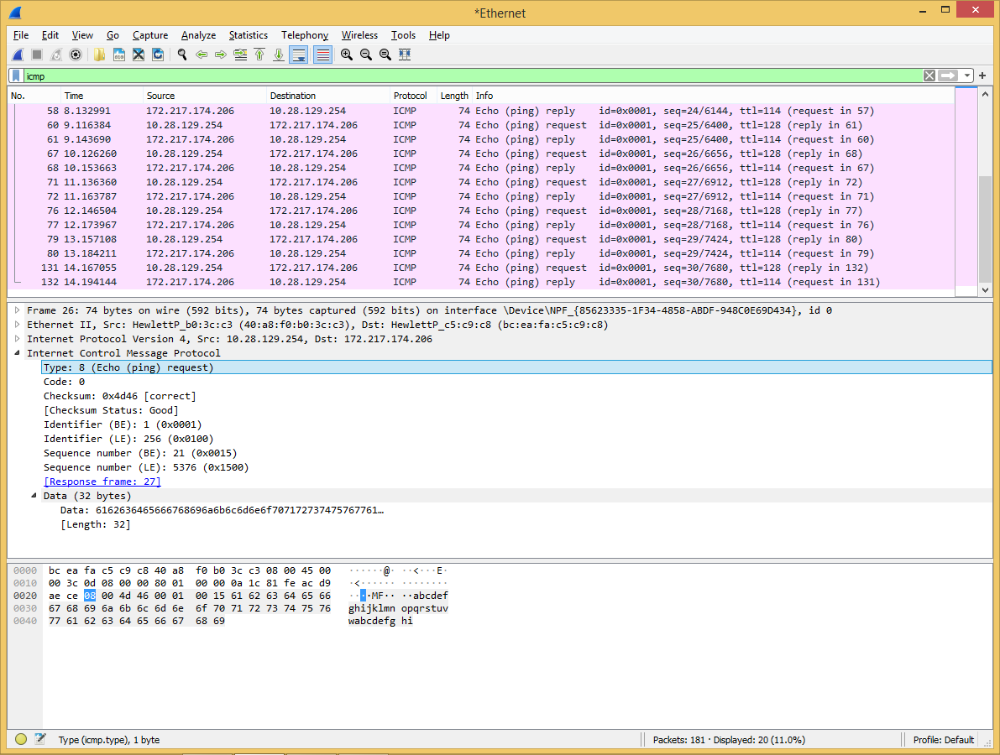 *Ethernet
File Edit View Go Capture Analyze Statistics Telephony Wireless Tools Help
icmp
No. Time Source Destination Protocol Length Info
58 8.132991 172.217.174.206 10.28.129.254 ICMP 74 Echo (ping) reply id=0x0001, seq=24/6144, ttl=114 (request in 57)
60 9.116384 10.28.129.254 172.217.174.206 ICMP 74 Echo (ping) request id=0x0001, seq=25/6400, ttl=128 (reply in 61)
61 9.143690 172.217.174.206 10.28.129.254 ICMP 74 Echo (ping) reply id=0x0001, seq=25/6400, ttl=114 (request in 60)
67 10.126260 10.28.129.254 172.217.174.206 ICMP 74 Echo (ping) request id=0x0001, seq=26/6656, ttl=128 (reply in 68)
68 10.153663 172.217.174.206 10.28.129.254 ICMP 74 Echo (ping) reply id=0x0001, seq=26/6656, ttl=114 (request in 67)
71 11.136360 10.28.129.254 172.217.174.206 ICMP 74 Echo (ping) request id=0x0001, seq=27/6912, ttl=128 (reply in 72)
72 11.163787 172.217.174.206 10.28.129.254 ICMP 74 Echo (ping) reply id=0x0001, seq=27/6912, ttl=114 (request in 71)
76 12.146504 10.28.129.254 172.217.174.206 ICMP 74 Echo (ping) request id=0x0001, seq=28/7168, ttl=128 (reply in 77)
77 12.173967 172.217.174.206 10.28.129.254 ICMP 74 Echo (ping) reply id=0x0001, seq=28/7168, ttl=114 (request in 76)
79 13.157108 10.28.129.254 172.217.174.206 ICMP 74 Echo (ping) request id=0x0001, seq=29/7424, ttl=128 (reply in 80)
80 13.184211 172.217.174.206 10.28.129.254 ICMP 74 Echo (ping) reply id=0x0001, seq=29/7424, ttl=114 (request in 79)
131 14.167055 10.28.129.254 172.217.174.206 ICMP 74 Echo (ping) request id=0x0001, seq=30/7680, ttl=128 (reply in 132)
132 14.194144 172.217.174.206 10.28.129.254 ICMP 74 Echo (ping) reply id=0x0001, seq=30/7680, ttl=114 (request in 131)
Frame 26: 74 bytes on wire (592 bits), 74 bytes captured (592 bits) on interface \Device\NPF_{85623335-1F34-4858-ABDF-948C0E69D434}, id 0
Ethernet II, Src: HewlettP_b0:3c:c3 (40:a8:f0:b0:3c:c3), Dst: HewlettP_c5:c9:c8 (bc:ea:fa:c5:c9:c8)
Internet Protocol Version 4, Src: 10.28.129.254, Dst: 172.217.174.206
Internet Control Message Protocol
Type: 8 (Echo (ping) request)
Code: 0
Checksum: 0x4d46 [correct]
[Checksum Status: Good]
Identifier (BE): 1 (0x0001)
Identifier (LE): 256 (0x0100)
Sequence number (BE): 21 (0x0015)
Sequence number (LE): 5376 (0x1500)
[Response frame: 27]
Data (32 bytes)
Data: 6162636465666768696a6b6c6d6e6f707172737475767761…
[Length: 32]
0000 bc ea fa c5 c9 c8 40 a8 f0 b0 3c c3 08 00 45 00 ······@· ··<···E·
0010 00 3c 0d 08 00 00 80 01 00 00 0a 1c 81 fe ac d9 ·<······ ········
0020 ae ce 08 00 4d 46 00 01 00 15 61 62 63 64 65 66 ····MF·· ··abcdef
0030 67 68 69 6a 6b 6c 6d 6e 6f 70 71 72 73 74 75 76 ghijklmn opqrstuv
0040 77 61 62 63 64 65 66 67 68 69 wabcdefg hi
Type (icmp.type), 1 byte Packets: 181 · Displayed: 20 (11.0%) Profile: Default